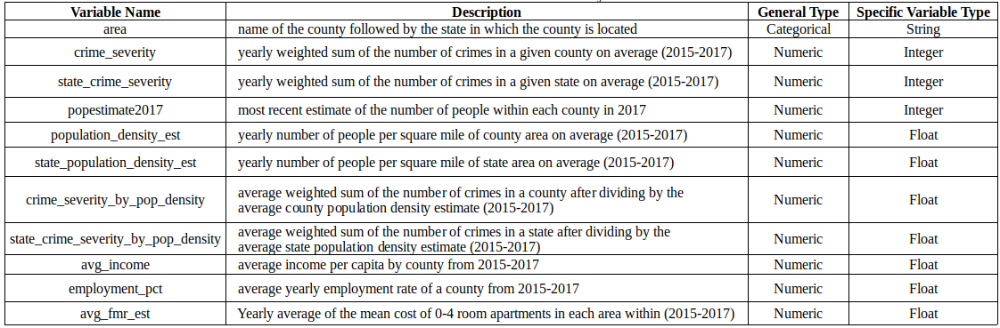 Variable Name Description General Type Specific Variable Type
area name of the county followed by the state in which the county is located Categorical String
crime_severity yearly weighted sum of the number of crimes in a given county on average (2015-2017) Numeric Integer
state_crime_severity yearly weighted sum of the number of crimes in a given state on average (2015-2017) Numeric Integer
popestimate2017 most recent estimate of the number of people within each county in 2017 Numeric Integer
population_density_est yearly number of people per square mile of county area on average (2015-2017) Numeric Float
state_population_density_est yearly number of people per square mile of state area on average (2015-2017) Numeric Float
crime_severity_by_pop_density average weighted sum of the number of crimes in a county after dividing by the
average county population density estimate (2015-2017) Numeric Float
state_crime_severity_by_pop_density average weighted sum of the number of crimes in a state after dividing by the
average state population density estimate (2015-2017) Numeric Float
avg_income average income per capita by county from 2015-2017 Numeric Float
employment_pct average yearly employment rate of a county from 2015-2017 Numeric Float
avg_fmr_est Yearly average of the mean cost of 0-4 room apartments in each area within (2015-2017) Numeric Float